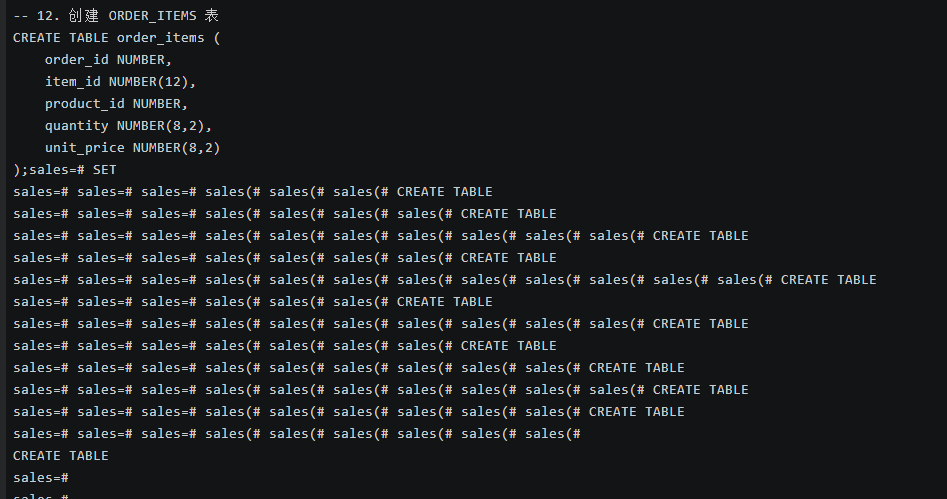 -- 12. 创建 ORDER_ITEMS 表
CREATE TABLE order_items (
    order_id NUMBER,
    item_id NUMBER(12),
    product_id NUMBER,
    quantity NUMBER(8,2),
    unit_price NUMBER(8,2)
);sales=# SET
sales=# sales=# sales=# sales(# sales(# sales(# CREATE TABLE
sales=# sales=# sales=# sales(# sales(# sales(# sales(# CREATE TABLE
sales=# sales=# sales=# sales(# sales(# sales(# sales(# sales(# sales(# sales(# CREATE TABLE
sales=# sales=# sales=# sales(# sales(# sales(# sales(# CREATE TABLE
sales=# sales=# sales=# sales(# sales(# sales(# sales(# sales(# sales(# sales(# sales(# sales(# CREATE TABLE
sales=# sales=# sales=# sales(# sales(# sales(# CREATE TABLE
sales=# sales=# sales=# sales(# sales(# sales(# sales(# sales(# sales(# sales(# CREATE TABLE
sales=# sales=# sales=# sales(# sales(# sales(# sales(# CREATE TABLE
sales=# sales=# sales=# sales(# sales(# sales(# sales(# sales(# sales(# CREATE TABLE
sales=# sales=# sales=# sales(# sales(# sales(# sales(# sales(# sales(# sales(# CREATE TABLE
sales=# sales=# sales=# sales(# sales(# sales(# sales(# sales(# sales(# CREATE TABLE
sales=# sales=# sales=# sales(# sales(# sales(# sales(# sales(# sales(#
CREATE TABLE
sales=#
sales=#